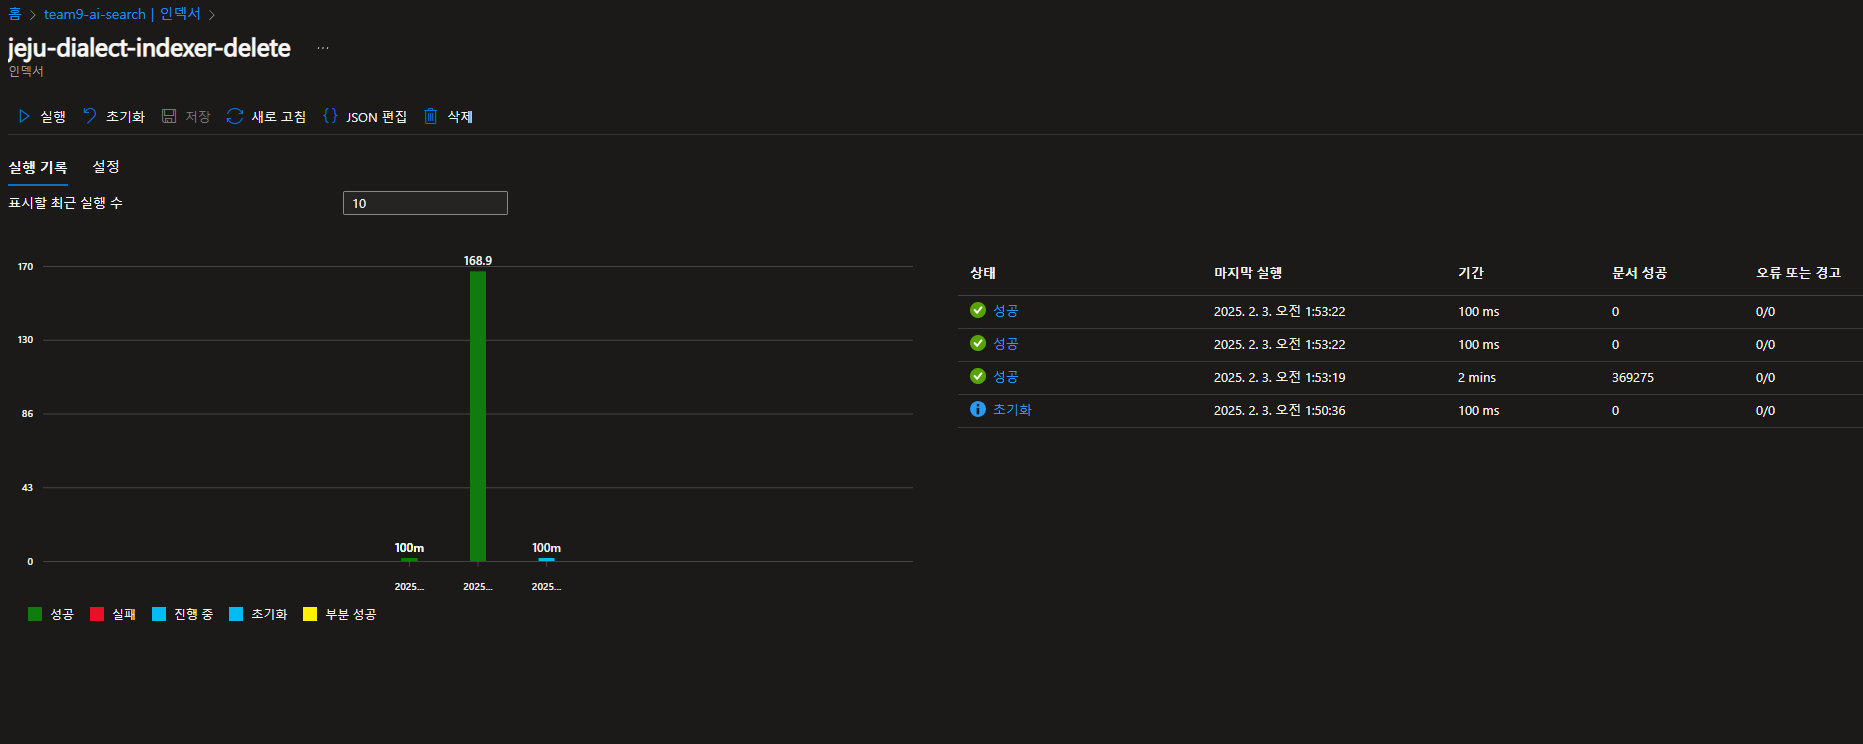 홈 > team9-ai-search | 인덱서 >
jeju-dialect-indexer-delete ...
인덱서
실행 초기화 저장 새로 고침 {} JSON 편집 삭제
실행 기록 설정
표시할 최근 실행 수 10
170
130
86
43
0
168.9
100m
100m
2025... 2025... 2025...
성공 실패 진행 중 초기화 부분 성공
상태 마지막 실행 기간 문서 성공 오류 또는 경고
성공 2025. 2. 3. 오전 1:53:22 100 ms 0 0/0
성공 2025. 2. 3. 오전 1:53:22 100 ms 0 0/0
성공 2025. 2. 3. 오전 1:53:19 2 mins 369275 0/0
초기화 2025. 2. 3. 오전 1:50:36 100 ms 0 0/0